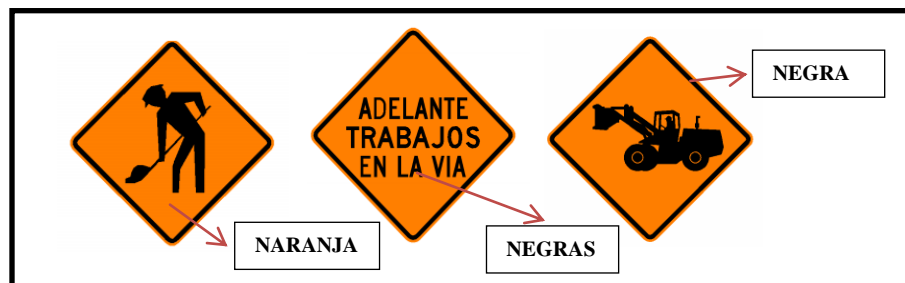 ADELANTE
TRABAJOS
EN LA VIA
NEGRA
NARANJA
NEGRAS